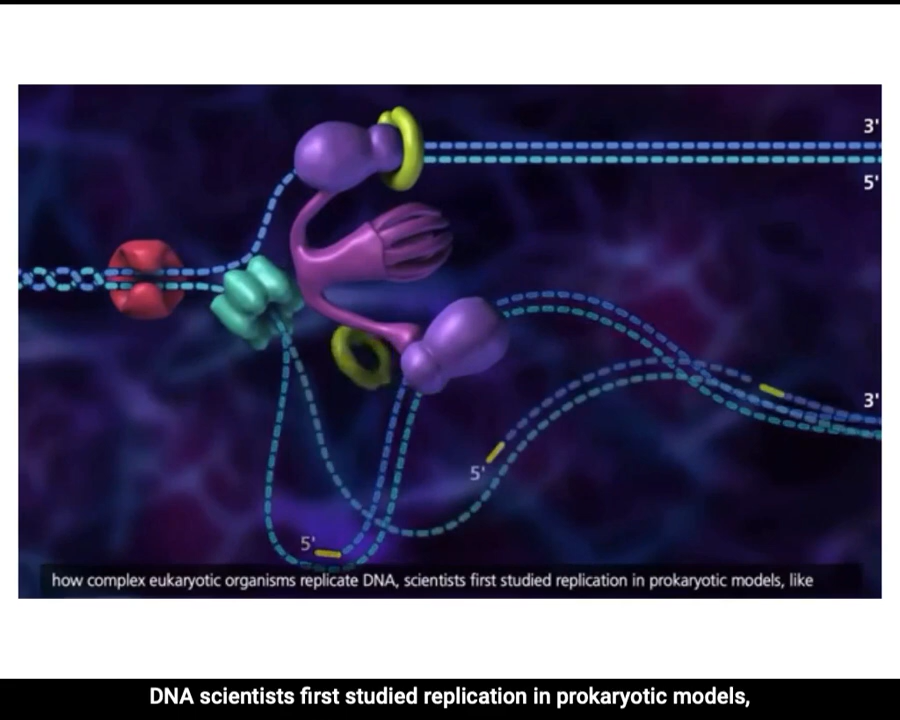 3'
5'
3'
5'
5'
how complex eukaryotic organisms replicate DNA, scientists first studied replication in prokaryotic models, like
DNA scientists first studied replication in prokaryotic models,